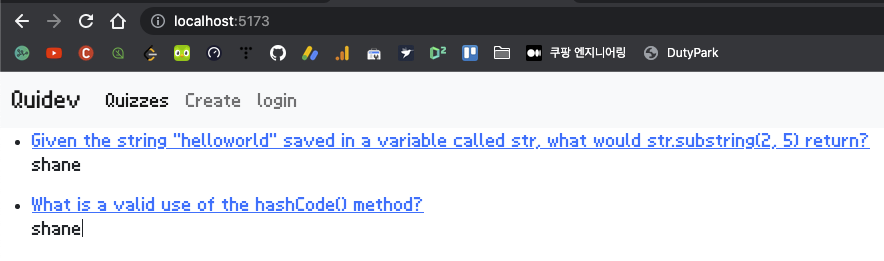 localhost:5173
쿠팡 엔지니어링 DutyPark
Quidev Quizzes Create login
Given the string "helloworld" saved in a variable called str, what would str.substring(2, 5) return?
shane
What is a valid use of the hashCode() method?
shane